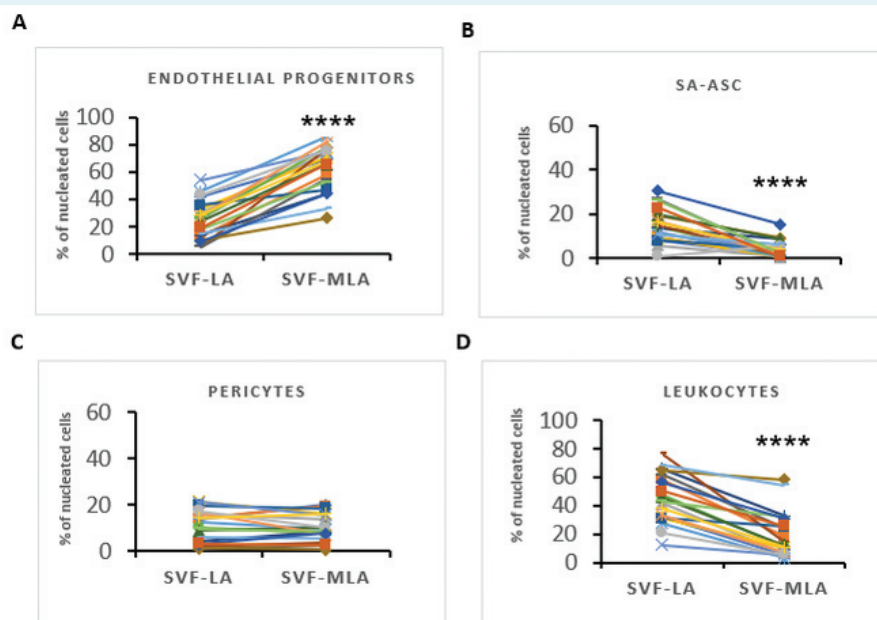 A
ENDOTHELIAL PROGENITORS
% of nucleated cells
100
80
60
40
20
0
****
SVF-LA SVF-MLA
B
SA-ASC
% of nucleated cells
60
40
20
0
****
SVF-LA SVF-MLA
C
PERICYTES
% of nucleated cells
60
40
20
0
SVF-LA SVF-MLA
D
LEUKOCYTES
% of nucleated cells
100
80
60
40
20
0
****
SVF-LA SVF-MLA